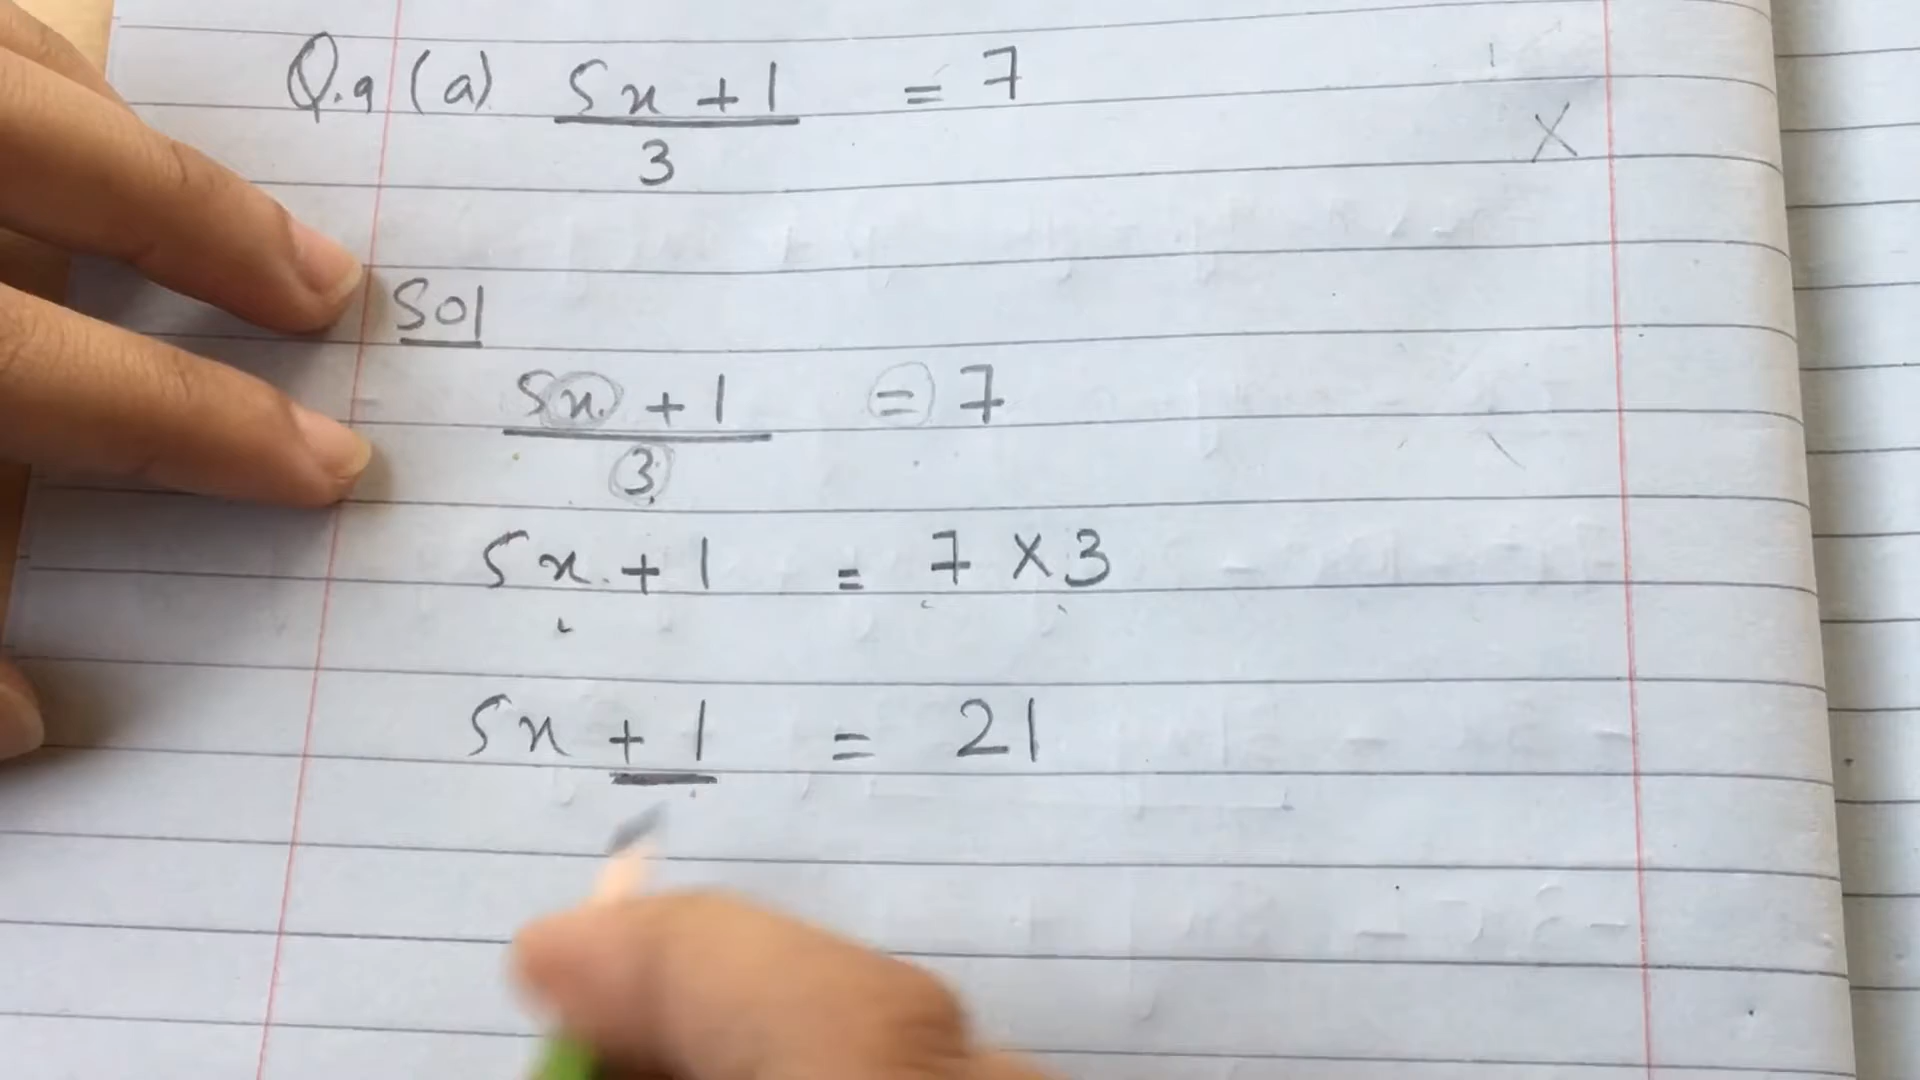 Q.9 (a) 5x + 1 = 7
3
X
Sol
5x + 1 = 7
3
5x + 1 = 7 × 3
5x + 1 = 21